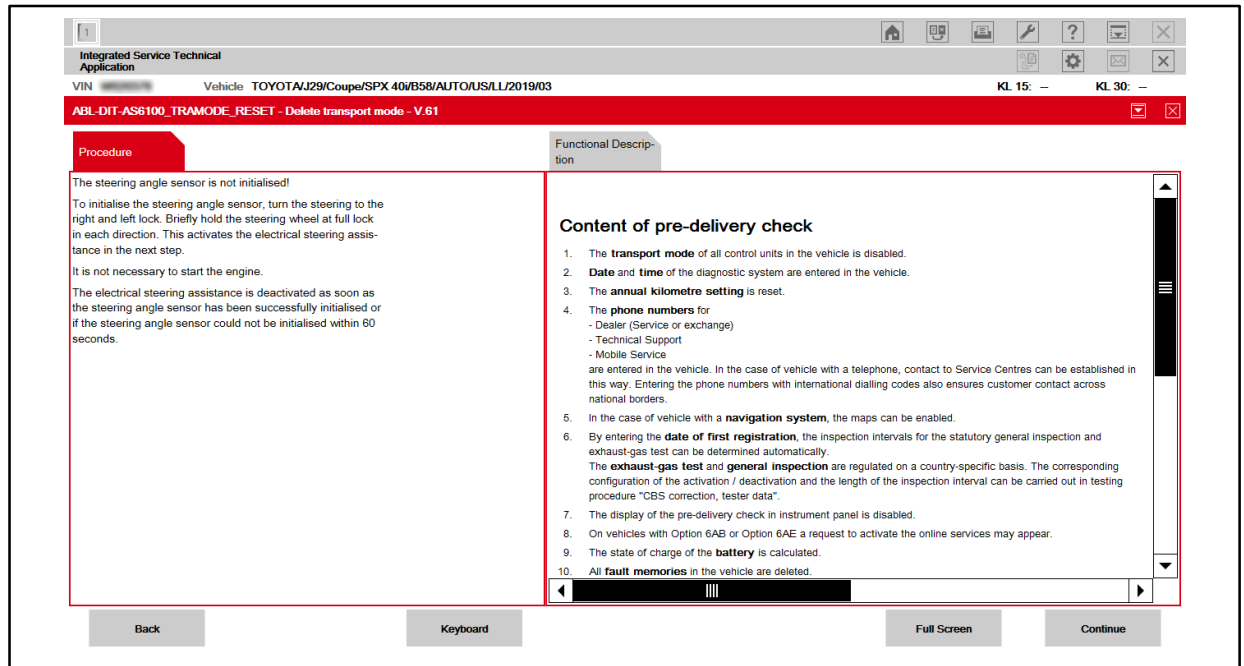 1
?
Integrated Service Technical
Application
VIN Vehicle TOYOTA/J29/Coupe/SPX 40i/B58/AUTO/US/LL/2019/03 KL 15: – KL 30: –
ABL-DIT-AS6100_TRAMODE_RESET - Delete transport mode - V.61
Procedure
The steering angle sensor is not initialised!
To initialise the steering angle sensor, turn the steering to the
right and left lock. Briefly hold the steering wheel at full lock
in each direction. This activates the electrical steering assis-
tance in the next step.
It is not necessary to start the engine.
The electrical steering assistance is deactivated as soon as
the steering angle sensor has been successfully initialised or
if the steering angle sensor could not be initialised within 60
seconds.
Functional Descrip-
tion
Content of pre-delivery check
1. The transport mode of all control units in the vehicle is disabled.
2. Date and time of the diagnostic system are entered in the vehicle.
3. The annual kilometre setting is reset.
4. The phone numbers for
- Dealer (Service or exchange)
- Technical Support
- Mobile Service
are entered in the vehicle. In the case of vehicle with a telephone, contact to Service Centres can be established in
this way. Entering the phone numbers with international dialling codes also ensures customer contact across
national borders.
5. In the case of vehicle with a navigation system, the maps can be enabled.
6. By entering the date of first registration, the inspection intervals for the statutory general inspection and
exhaust-gas test can be determined automatically.
The exhaust-gas test and general inspection are regulated on a country-specific basis. The corresponding
configuration of the activation / deactivation and the length of the inspection interval can be carried out in testing
procedure "CBS correction, tester data".
7. The display of the pre-delivery check in instrument panel is disabled.
8. On vehicles with Option 6AB or Option 6AE a request to activate the online services may appear.
9. The state of charge of the battery is calculated.
10. All fault memories in the vehicle are deleted.
Back Keyboard Full Screen Continue